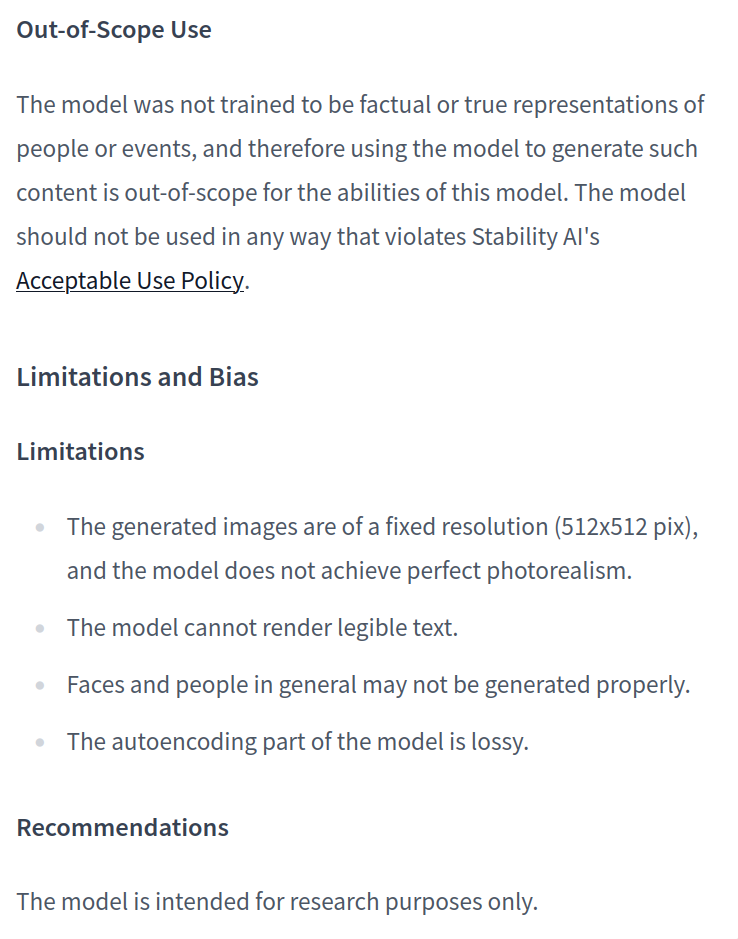 Out-of-Scope Use
The model was not trained to be factual or true representations of
people or events, and therefore using the model to generate such
content is out-of-scope for the abilities of this model. The model
should not be used in any way that violates Stability AI's
Acceptable Use Policy.
Limitations and Bias
Limitations
The generated images are of a fixed resolution (512x512 pix),
and the model does not achieve perfect photorealism.
The model cannot render legible text.
Faces and people in general may not be generated properly.
The autoencoding part of the model is lossy.
Recommendations
The model is intended for research purposes only.